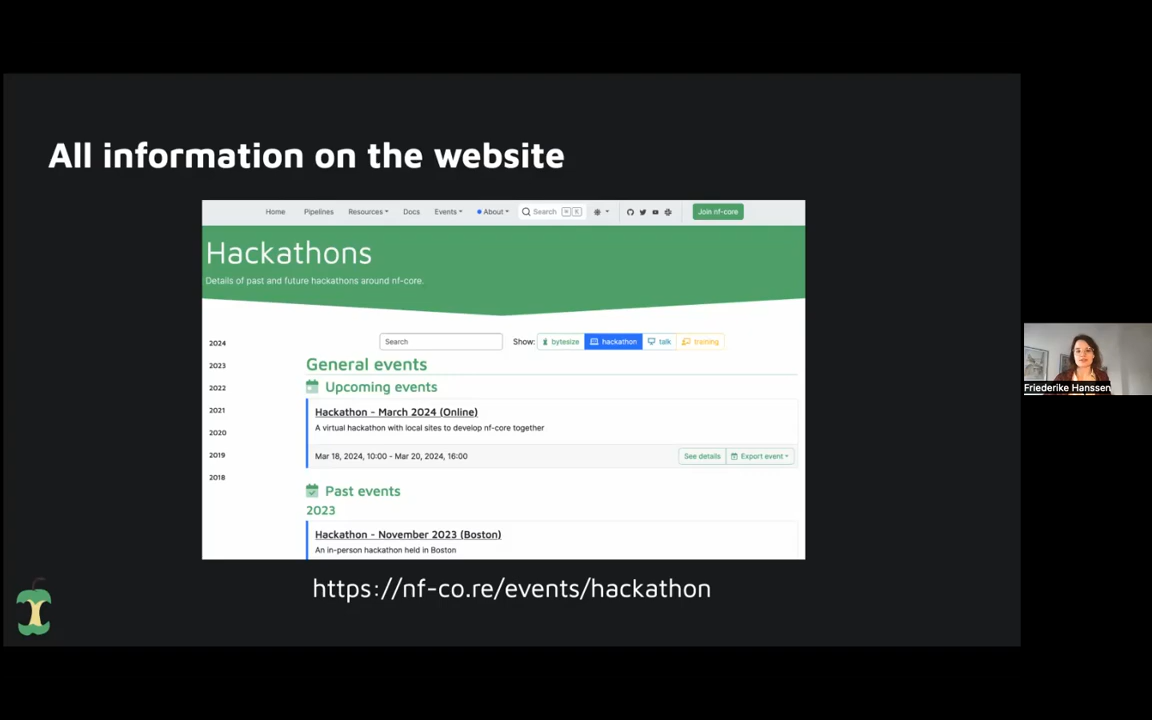 All information on the website
Home Pipelines Resources Docs Events About Search Join nf-core
Hackathons
Details of past and future hackathons around nf-core.
Search Show: bytesize hackathon talk training
2024
2023
2022
2021
2020
2019
2018
General events
Upcoming events
Hackathon - March 2024 (Online)
A virtual hackathon with local sites to develop nf-core together
Mar 18, 2024, 10:00 - Mar 20, 2024, 16:00 See details Export event
Past events
2023
Hackathon - November 2023 (Boston)
An in-person hackathon held in Boston
https://nf-co.re/events/hackathon
Friederike Hanssen